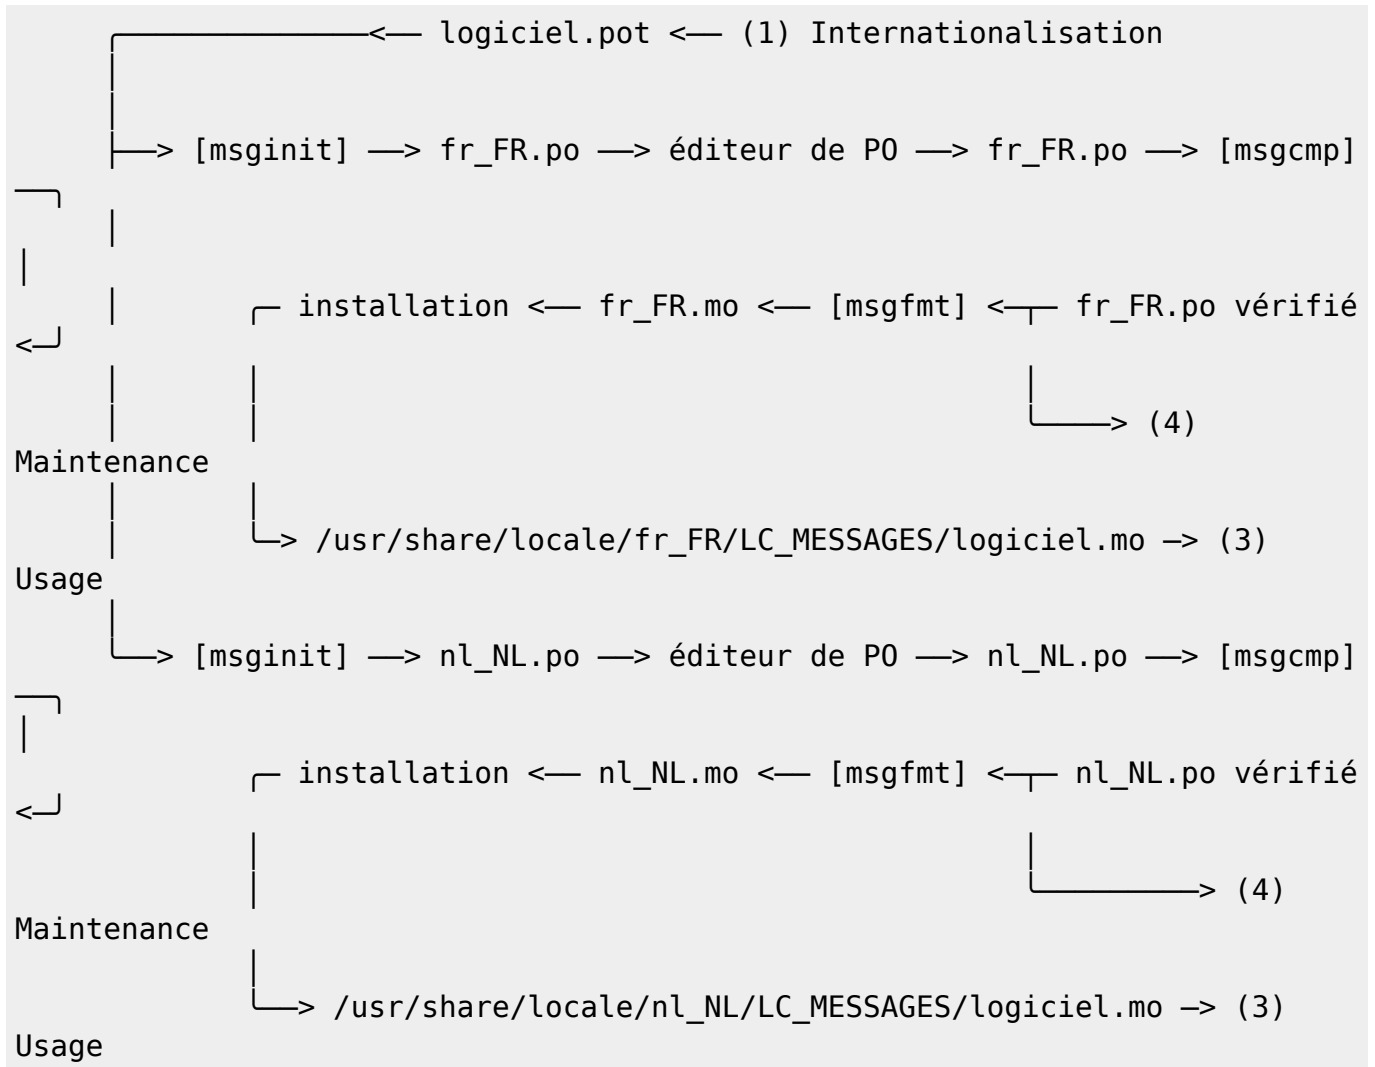 ┌──────────────<── logiciel.pot <── (1) Internationalisation
│
│
├──> [msginit] ──> fr_FR.po ──> éditeur de PO ──> fr_FR.po ──> [msgcmp]
──┐
│
│
│ ┌─ installation <── fr_FR.mo <── [msgfmt] <─┬─ fr_FR.po vérifié
<─┘
│ │ │
│ │ └────> (4)
Maintenance
│ │
│ └─> /usr/share/locale/fr_FR/LC_MESSAGES/logiciel.mo ─> (3)
Usage
│
└──> [msginit] ──> nl_NL.po ──> éditeur de PO ──> nl_NL.po ──> [msgcmp]
──┐
│
┌─ installation <── nl_NL.mo <── [msgfmt] <─┬─ nl_NL.po vérifié
<─┘
│ │
│ └─────────> (4)
Maintenance
│
└──> /usr/share/locale/nl_NL/LC_MESSAGES/logiciel.mo ─> (3)
Usage